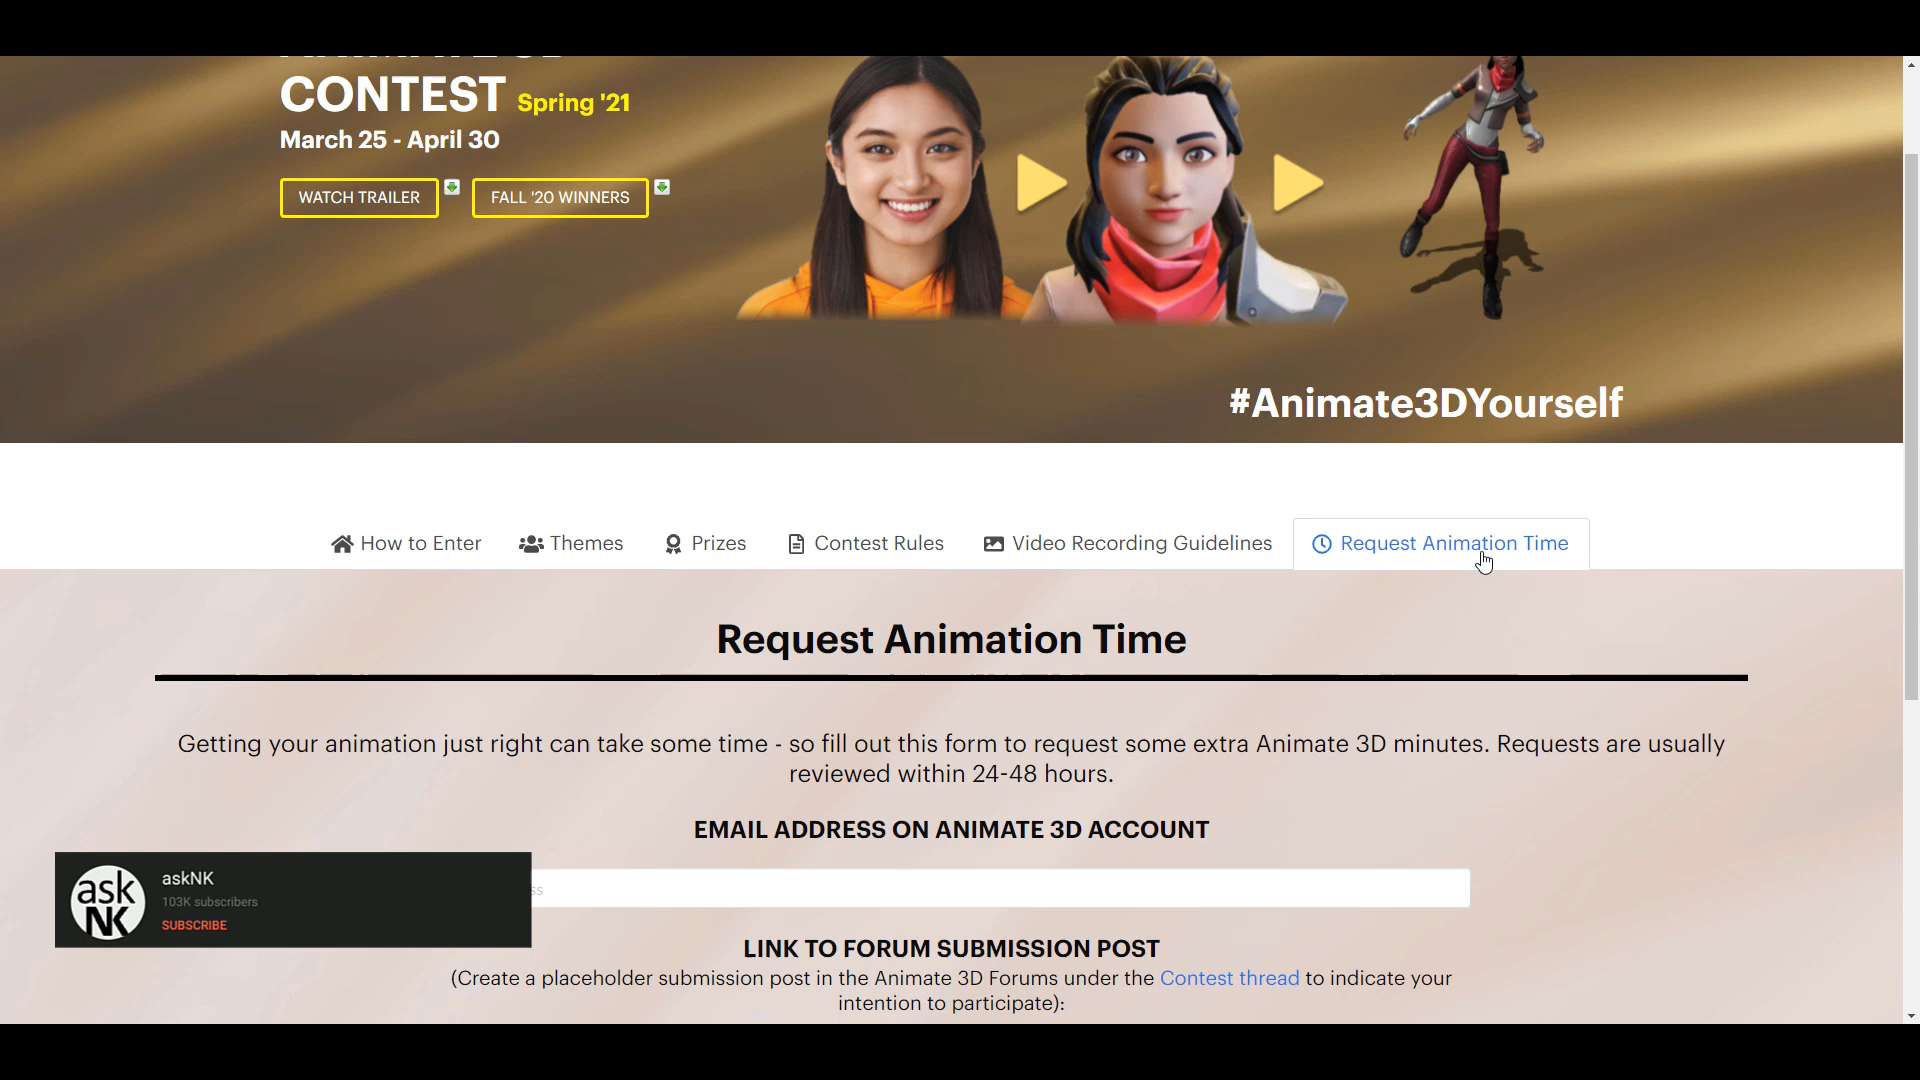 CONTEST Spring '21
March 25 - April 30
WATCH TRAILER
FALL '20 WINNERS
#Animate3DYourself
How to Enter
Themes
Prizes
Contest Rules
Video Recording Guidelines
Request Animation Time
Request Animation Time
Getting your animation just right can take some time - so fill out this form to request some extra Animate 3D minutes. Requests are usually
reviewed within 24-48 hours.
EMAIL ADDRESS ON ANIMATE 3D ACCOUNT
ask
NK
askNK
103K subscribers
SUBSCRIBE
LINK TO FORUM SUBMISSION POST
(Create a placeholder submission post in the Animate 3D Forums under the Contest thread to indicate your
intention to participate):